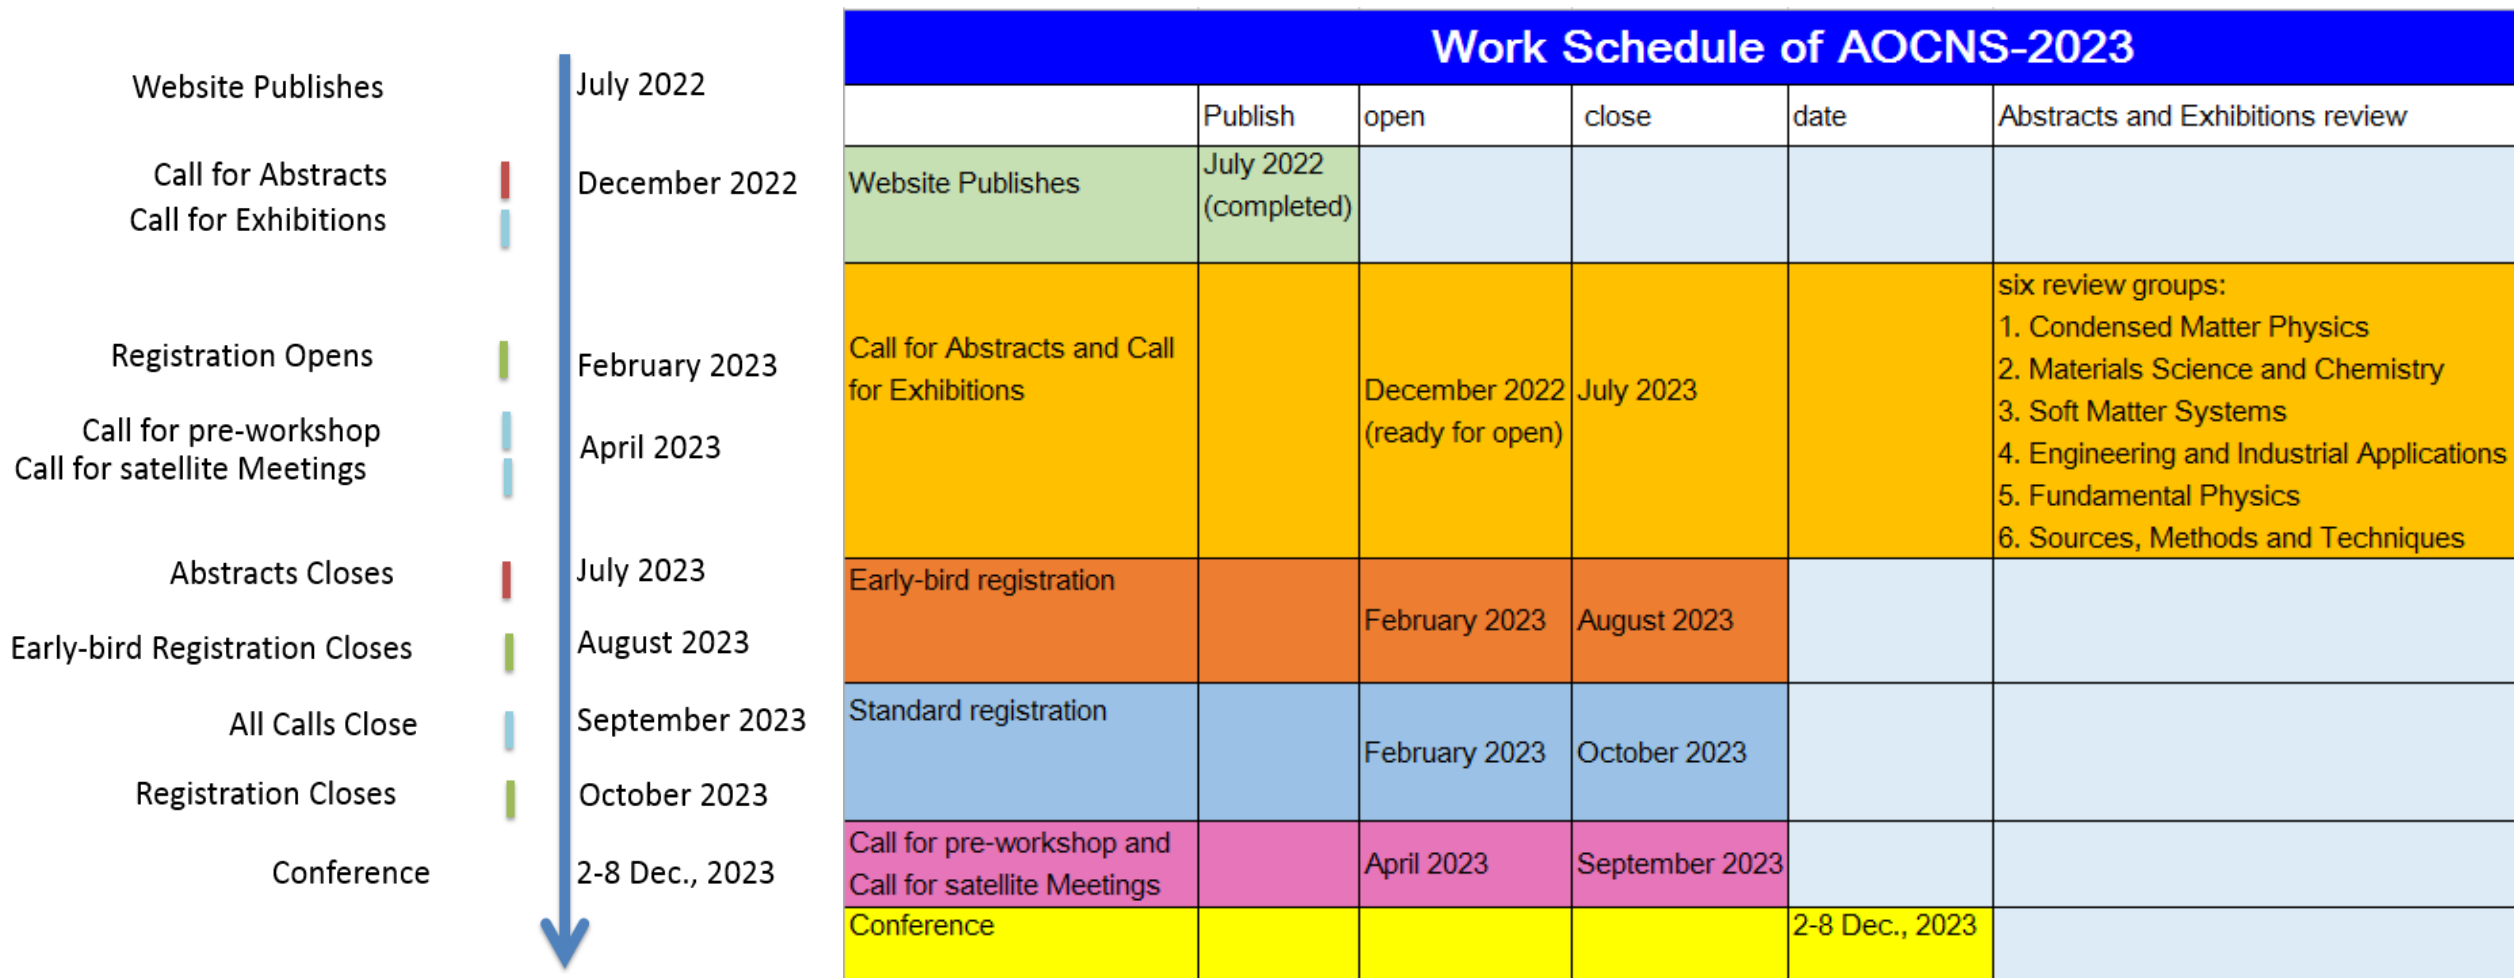 Website Publishes
July 2022
Call for Abstracts
December 2022
Call for Exhibitions
Registration Opens
February 2023
Call for pre-workshop
April 2023
Call for satellite Meetings
Abstracts Closes
July 2023
Early-bird Registration Closes
August 2023
All Calls Close
September 2023
Registration Closes
October 2023
Conference
2-8 Dec., 2023
Work Schedule of AOCNS-2023
Publish
open
close
date
Abstracts and Exhibitions review
Website Publishes
July 2022
(completed)
Call for Abstracts and Call
for Exhibitions
December 2022
(ready for open)
July 2023
six review groups:
1. Condensed Matter Physics
2. Materials Science and Chemistry
3. Soft Matter Systems
4. Engineering and Industrial Applications
5. Fundamental Physics
6. Sources, Methods and Techniques
Early-bird registration
February 2023
August 2023
Standard registration
February 2023
October 2023
Call for pre-workshop and
Call for satellite Meetings
April 2023
September 2023
Conference
2-8 Dec., 2023